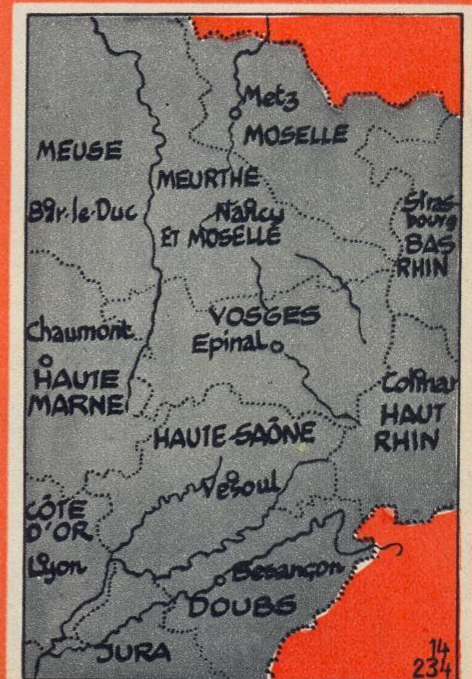 Metz
MOSELLE
MEUSE
MEURTHE
Bar-le-Duc
Nancy
ET MOSELLE
Stras-
bourg
BAS
RHIN
VOSGES
Chaumont
Epinal
HAUTE
MARNE
Colmar
HAUT
RHIN
HAUTE-SAÔNE
Vesoul
CÔTE
D'OR
Lyon
Besançon
DOUBS
JURA
14
234